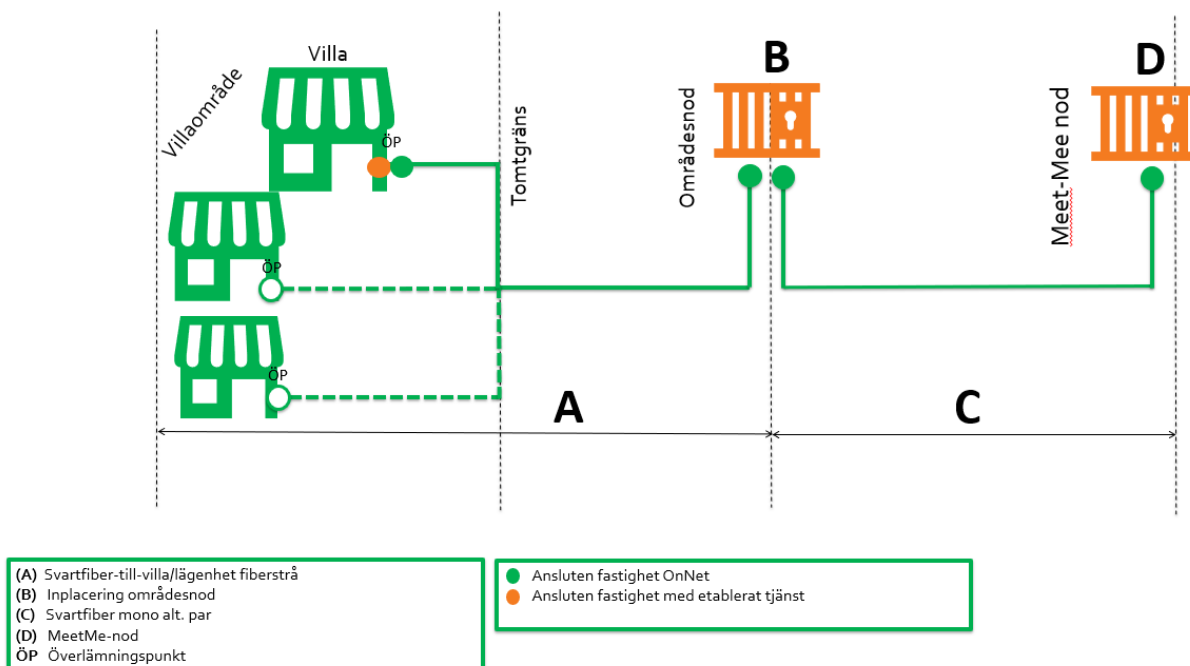 B
D
Villa
Villaområde
ÖP
Tomtgräns
Områdesnod
Meet-Mee nod
ÖP
ÖP
A
C
(A) Svartfiber-till-villa/lägenhet fiberstrå
(B) Inplacering områdesnod
(C) Svartfiber mono alt. par
(D) MeetMe-nod
ÖP Överlämningspunkt
Ansluten fastighet OnNet
Ansluten fastighet med etablerat tjänst